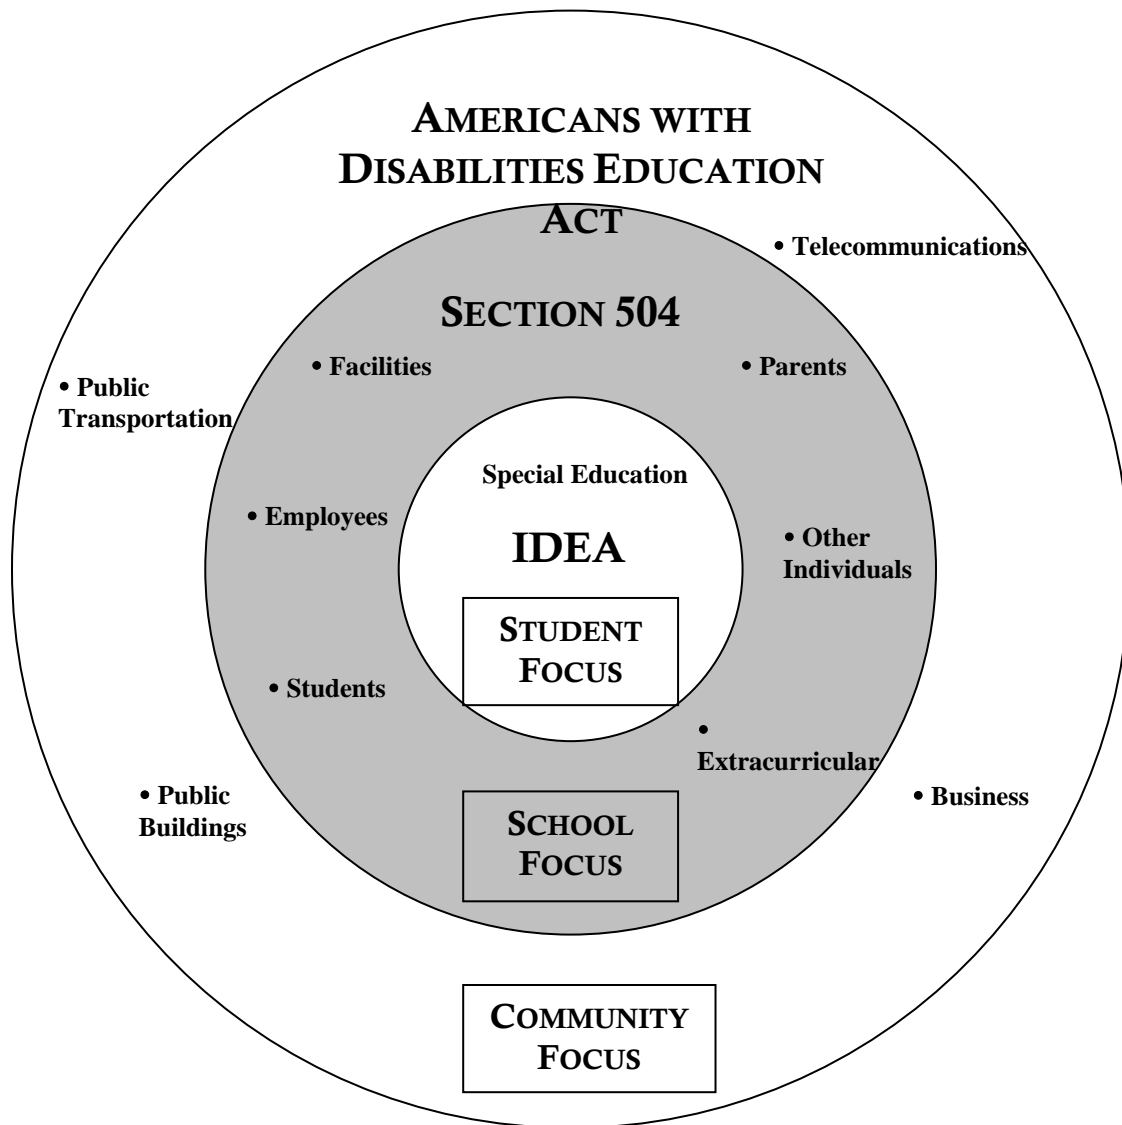 AMERICANS WITH
DISABILITIES EDUCATION
ACT
• Telecommunications
SECTION 504
• Facilities
• Parents
• Public
Transportation
Special Education
• Employees
IDEA
• Other
Individuals
STUDENT
FOCUS
• Students
•
Extracurricular
• Public
Buildings
• Business
SCHOOL
FOCUS
COMMUNITY
FOCUS